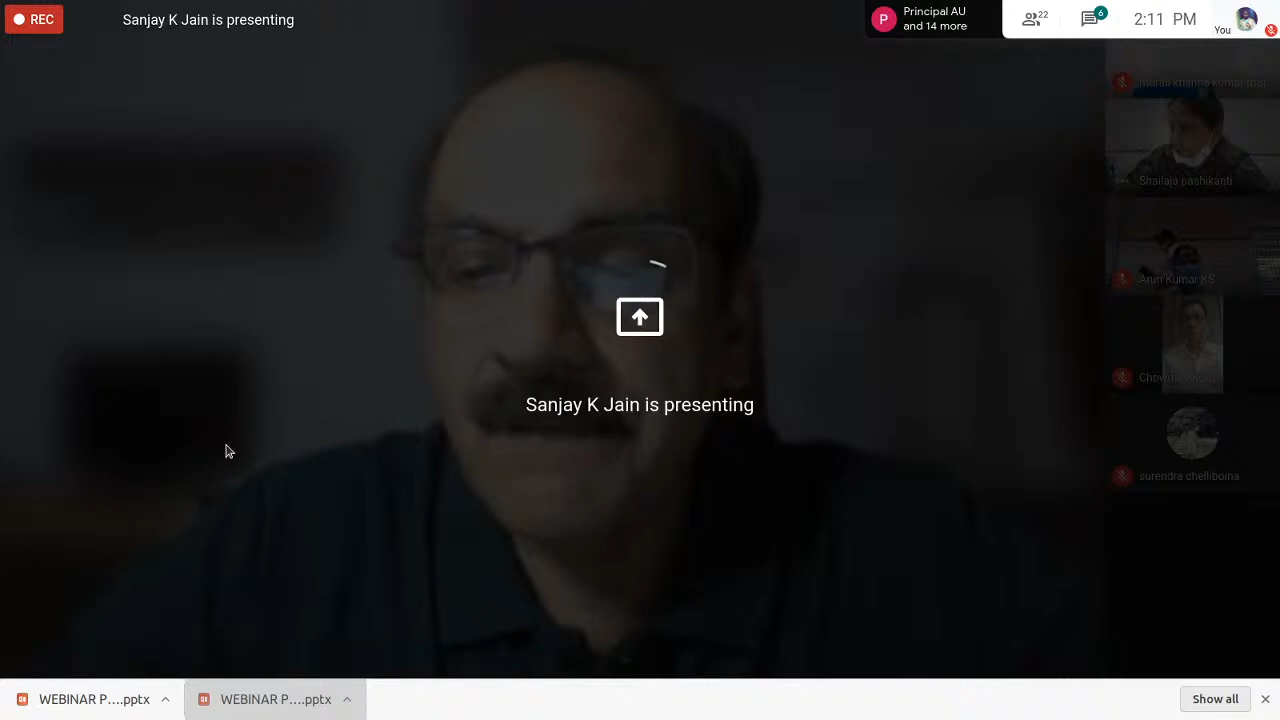 REC
Sanjay K Jain is presenting
P
Principal AU
and 14 more
22
6
2:11 PM
You
Shailaja pashikanti
Arun Kumar KS
surendra chelliboina
Sanjay K Jain is presenting
WEBINAR P....pptx
WEBINAR P....pptx
Show all